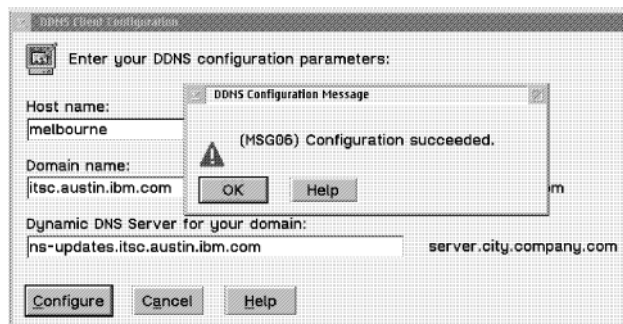 DDNS Client Configuration
Enter your DDNS configuration parameters:
DDNS Configuration Message
Host name:
melbourne
(MSG06) Configuration succeeded.
Domain name:
itsc.austin.ibm.com
OK
Help
m
Dynamic DNS Server for your domain:
ns-updates.itsc.austin.ibm.com
server.city.company.com
Configure
Cancel
Help